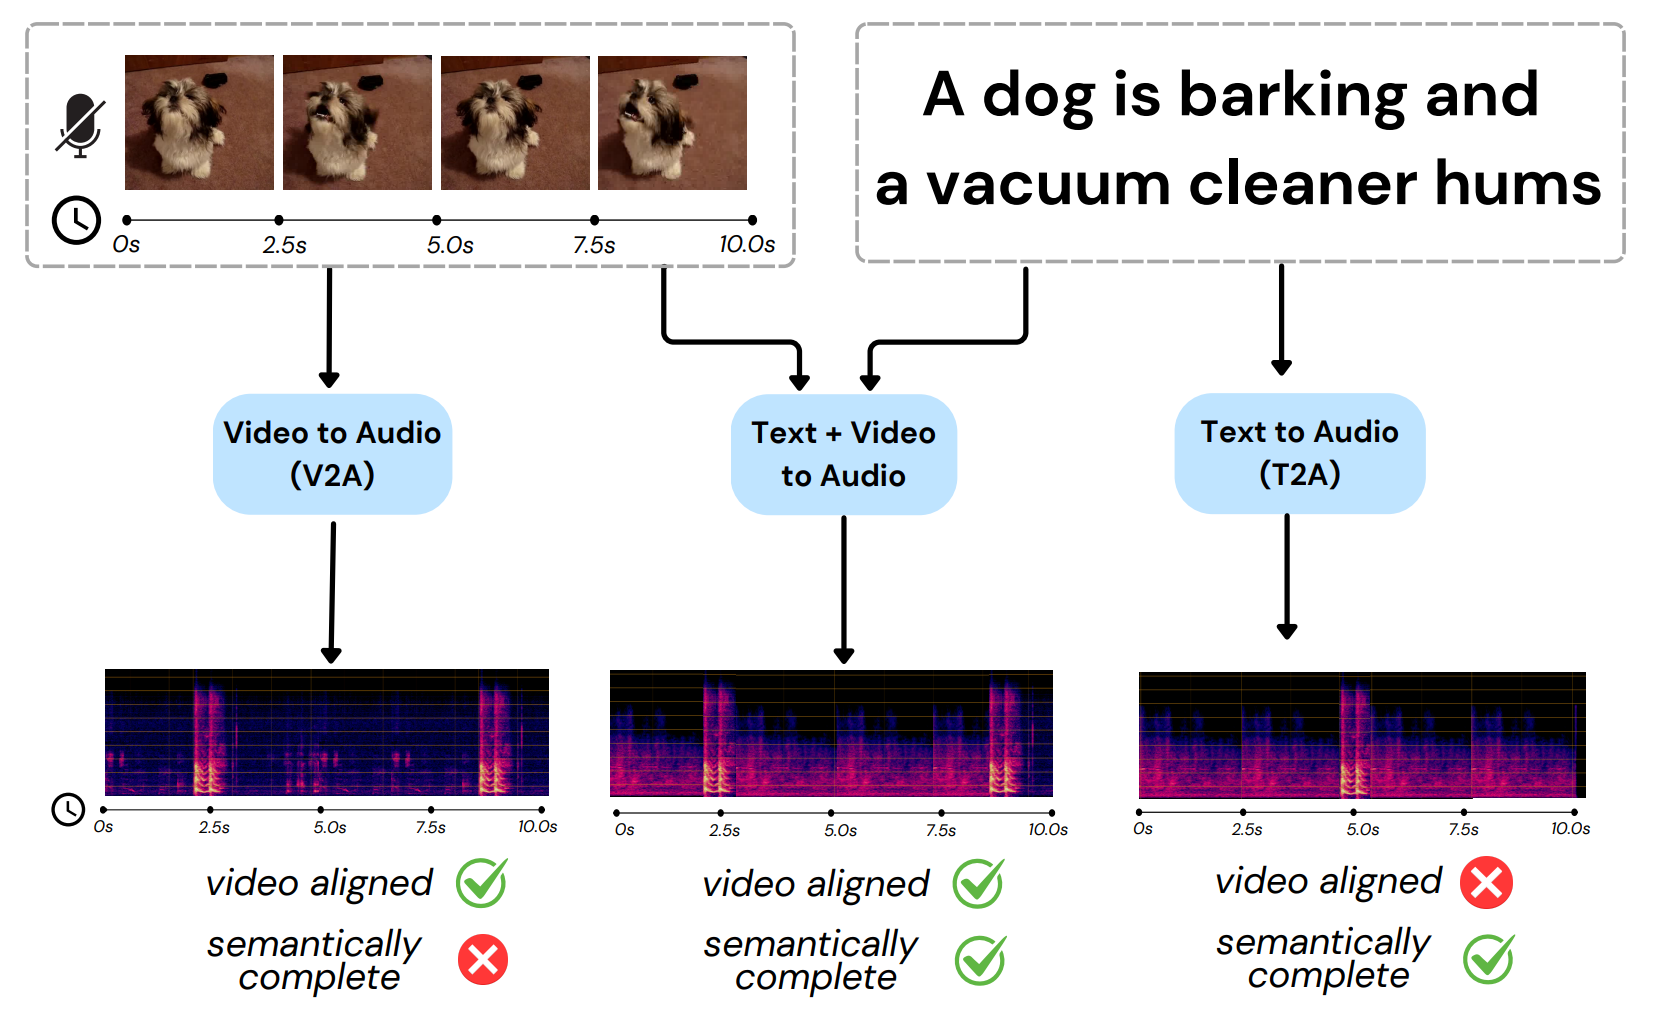 A dog is barking and
a vacuum cleaner hums
0s 2.5s 5.0s 7.5s 10.0s
Video to Audio
(V2A)
Text + Video
to Audio
Text to Audio
(T2A)
0s 2.5s 5.0s 7.5s 10.0s
0s 2.5s 5.0s 7.5s 10.0s
0s 2.5s 5.0s 7.5s 10.0s
video aligned
semantically
complete
video aligned
semantically
complete
video aligned
semantically
complete